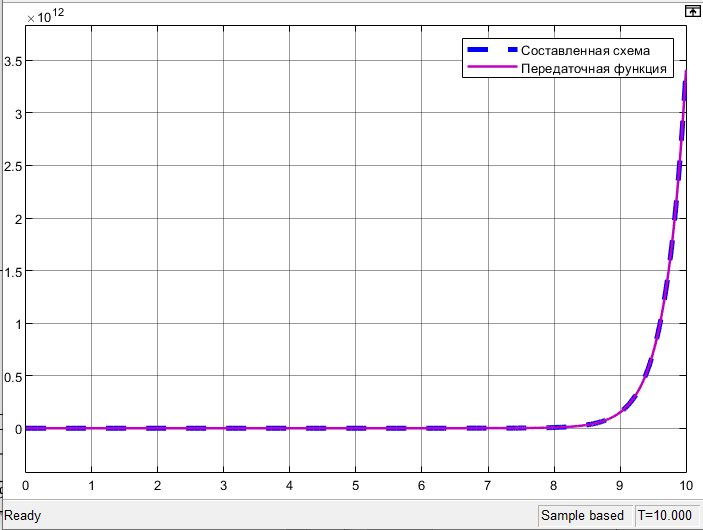 ×10^12
Составленная схема
Передаточная функция
3.5
3
2.5
2
1.5
1
0.5
0
0 1 2 3 4 5 6 7 8 9 10
Ready Sample based T=10.000